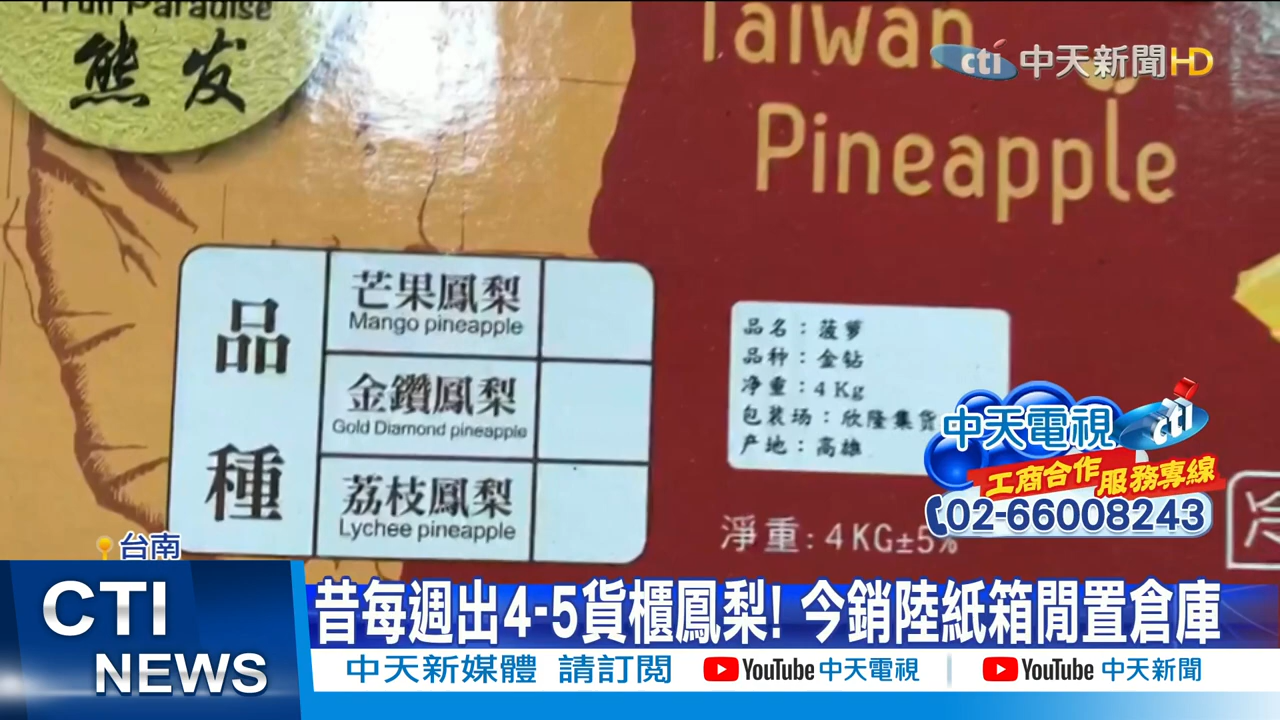 Fruit Paradise
熊发
Taiwan
Pineapple
cti 中天新聞HD
品種
芒果鳳梨
Mango pineapple
金鑽鳳梨
Gold Diamond pineapple
荔枝鳳梨
Lychee pineapple
品名：菠萝
品种：金钻
净重：4Kg
包装场：欣隆集货
产地：高雄
淨重：4KG±5%
中天電視 cti
工商合作 服務專線
02-66008243
台南
CTI NEWS
昔每週出4-5貨櫃鳳梨！今銷陸紙箱閒置倉庫
中天新媒體 請訂閱 YouTube 中天電視 YouTube 中天新聞